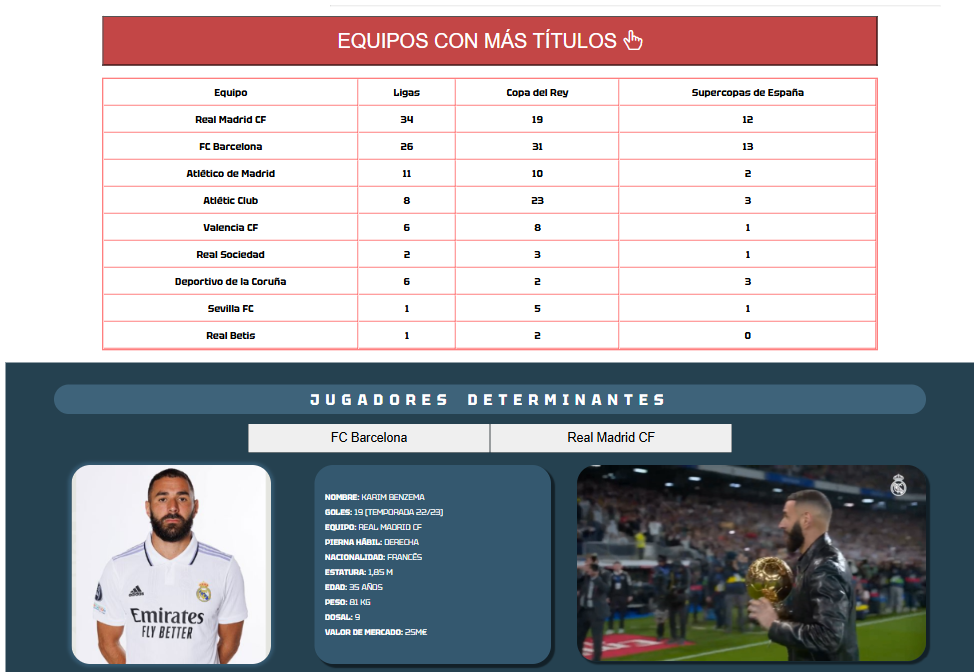 EQUIPOS CON MÁS TÍTULOS
Equipo Ligas Copa del Rey Supercopas de España
Real Madrid CF 34 19 12
FC Barcelona 26 31 13
Atlético de Madrid 11 10 2
Atlétic Club 8 23 3
Valencia CF 6 8 1
Real Sociedad 2 3 1
Deportivo de la Coruña 6 2 3
Sevilla FC 1 5 1
Real Betis 1 2 0
JUGADORES DETERMINANTES
FC Barcelona Real Madrid CF
NOMBRE: KARIM BENZEMA
GOLES: 19 (TEMPORADA 22/23)
EQUIPO: REAL MADRID CF
PIERNA HÁBIL: DERECHA
NACIONALIDAD: FRANCÉS
ESTATURA: 1,85 M
EDAD: 35 AÑOS
PESO: 81 KG
DOSAL: 9
VALOR DE MERCADO: 25M€
adidas
Emirates
FLY BETTER